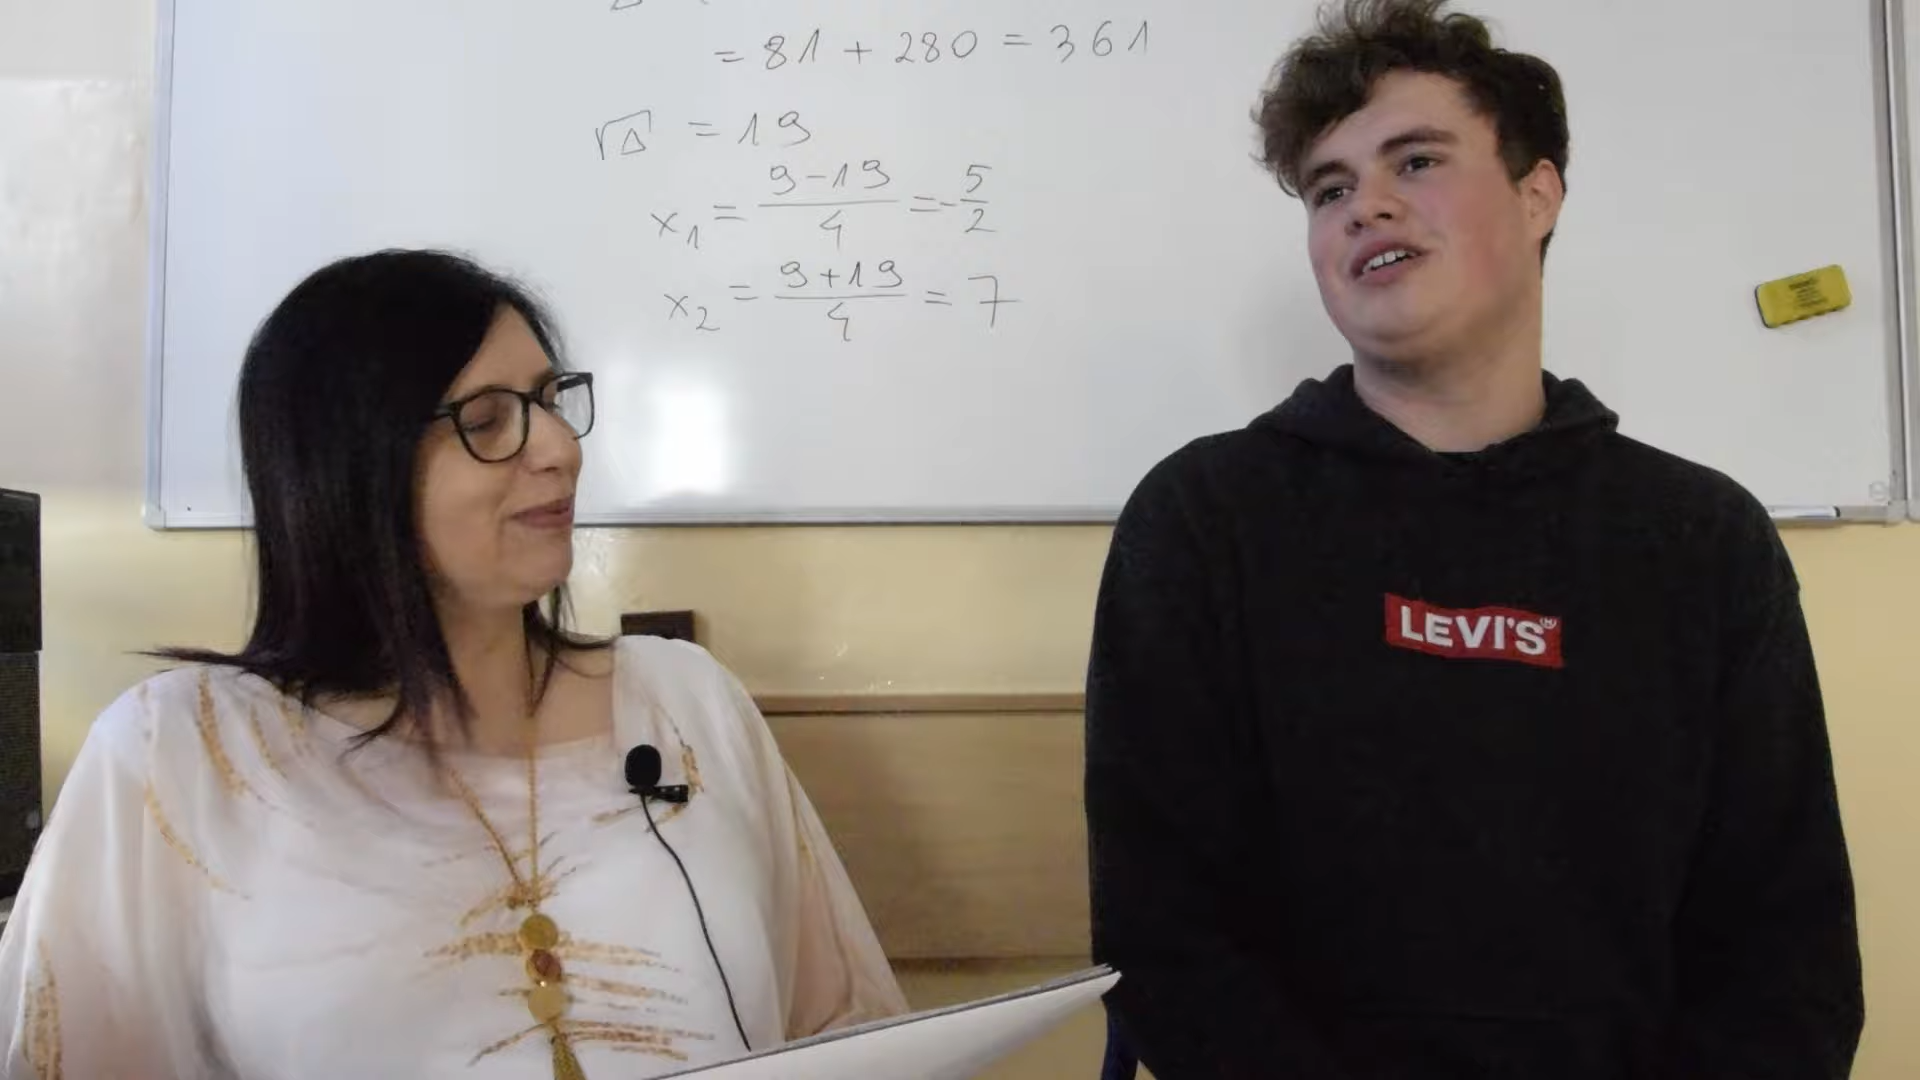 = 81 + 280 = 361
√Δ = 19
x₁ = (9-19)/4 = -5/2
x₂ = (9+19)/4 = 7
LEVI'S